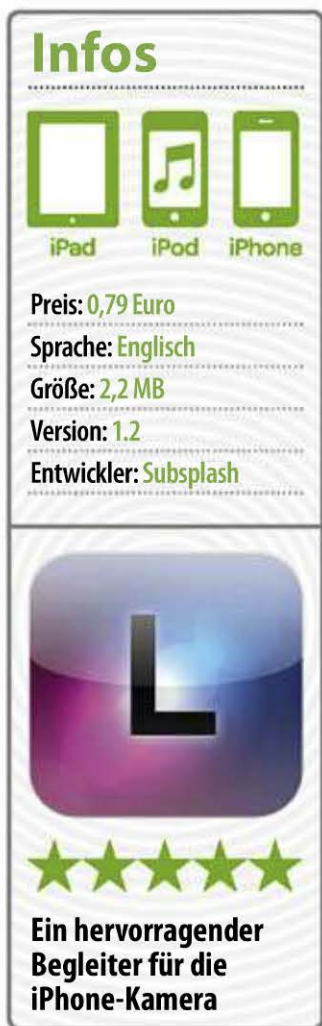 Infos
iPad iPod iPhone
Preis: 0,79 Euro
Sprache: Englisch
Größe: 2,2 MB
Version: 1.2
Entwickler: Subsplash
L
Ein hervorragender
Begleiter für die
iPhone-Kamera